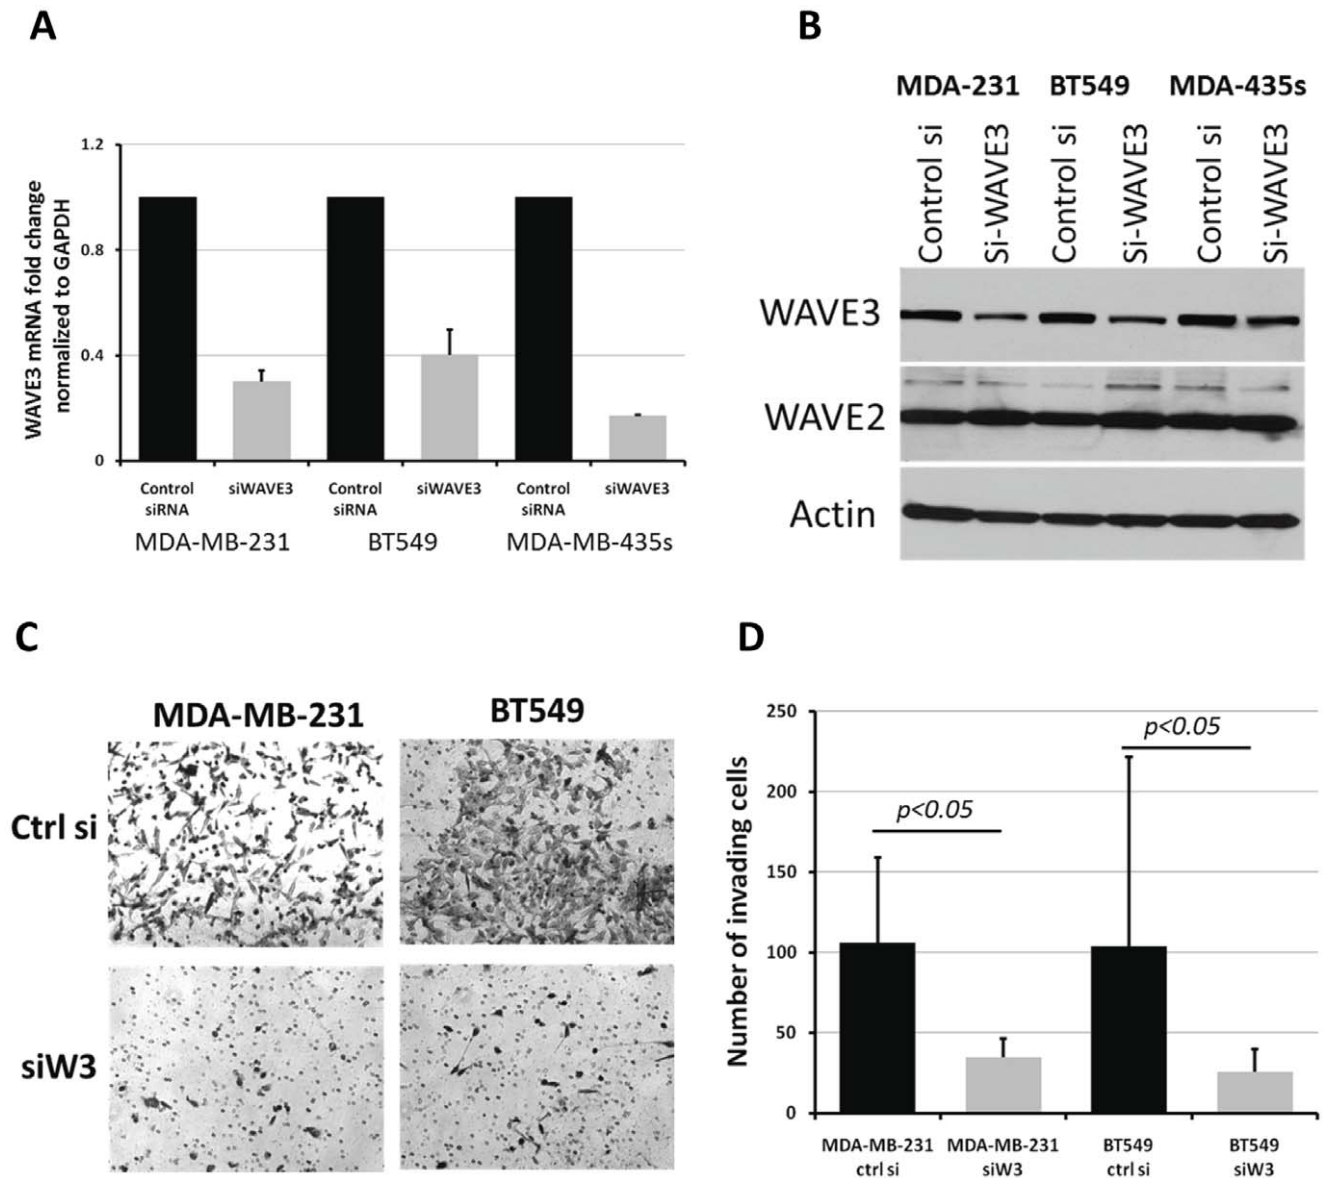 A
WAVE3 mRNA fold change
normalized to GAPDH
1.2
0.8
0.4
0
Control
siRNA
siWAVE3
Control
siRNA
siWAVE3
Control
siRNA
siWAVE3
MDA-MB-231
BT549
MDA-MB-435s
B
MDA-231
BT549
MDA-435s
Control si
Si-WAVE3
Control si
Si-WAVE3
Control si
Si-WAVE3
WAVE3
WAVE2
Actin
C
MDA-MB-231
BT549
Ctrl si
siW3
D
Number of invading cells
250
200
150
100
50
0
p<0.05
p<0.05
MDA-MB-231
ctrl si
MDA-MB-231
siW3
BT549
ctrl si
BT549
siW3